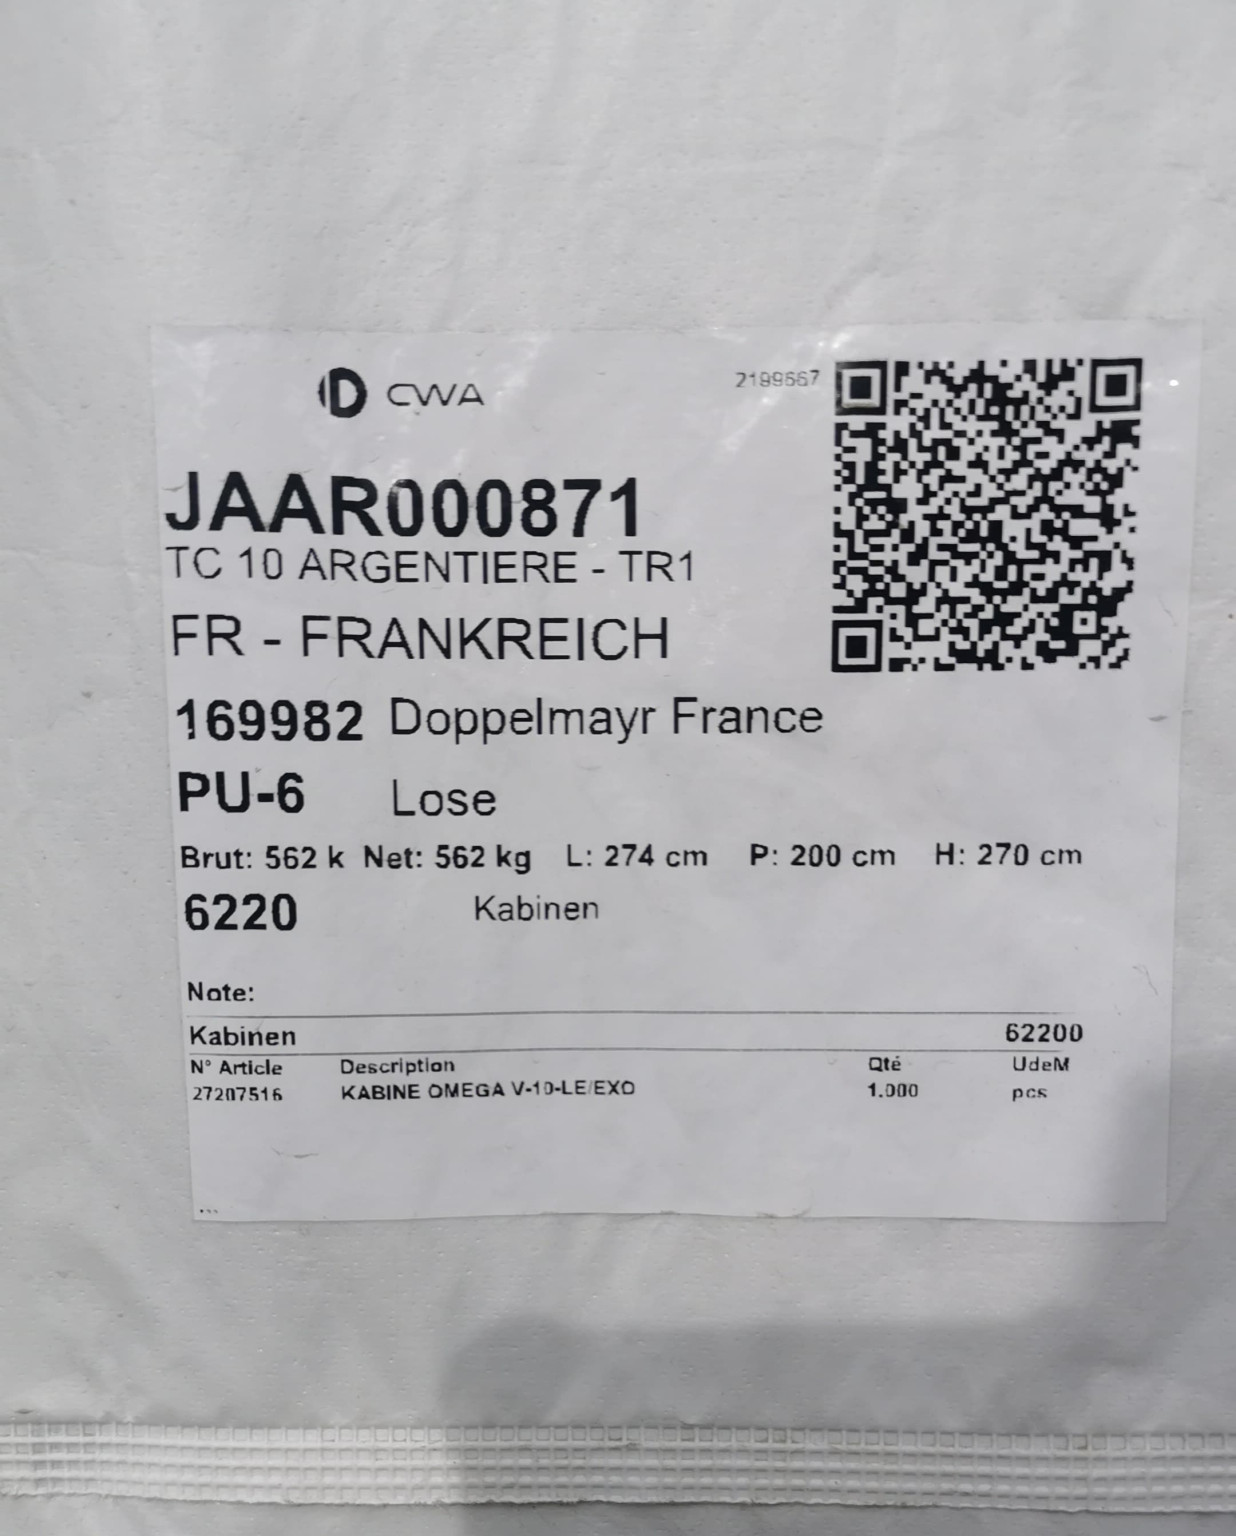 CWA
2199667
JAAR000871
TC 10 ARGENTIERE - TR1
FR - FRANKREICH
169982 Doppelmayr France
PU-6 Lose
Brut: 562 k Net: 562 kg L: 274 cm P: 200 cm H: 270 cm
6220 Kabinen
Note:
Kabinen 62200
N° Article Description Qté UdeM
27207516 KABINE OMEGA V-10-LE/EXO 1.000 pcs